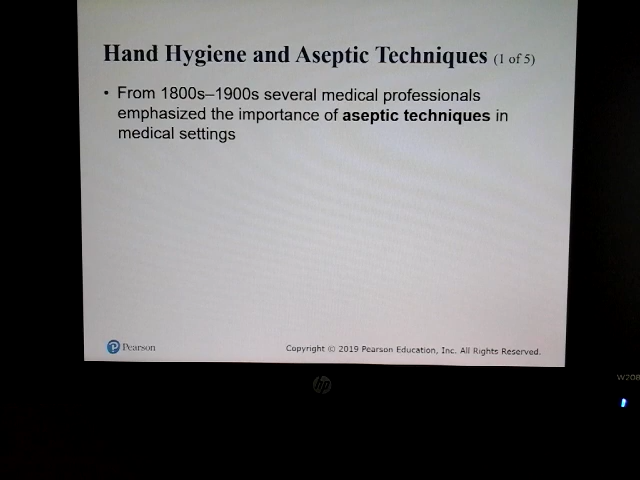 Hand Hygiene and Aseptic Techniques (1 of 5)
• From 1800s–1900s several medical professionals
emphasized the importance of aseptic techniques in
medical settings
Pearson
Copyright © 2019 Pearson Education, Inc. All Rights Reserved.
hp